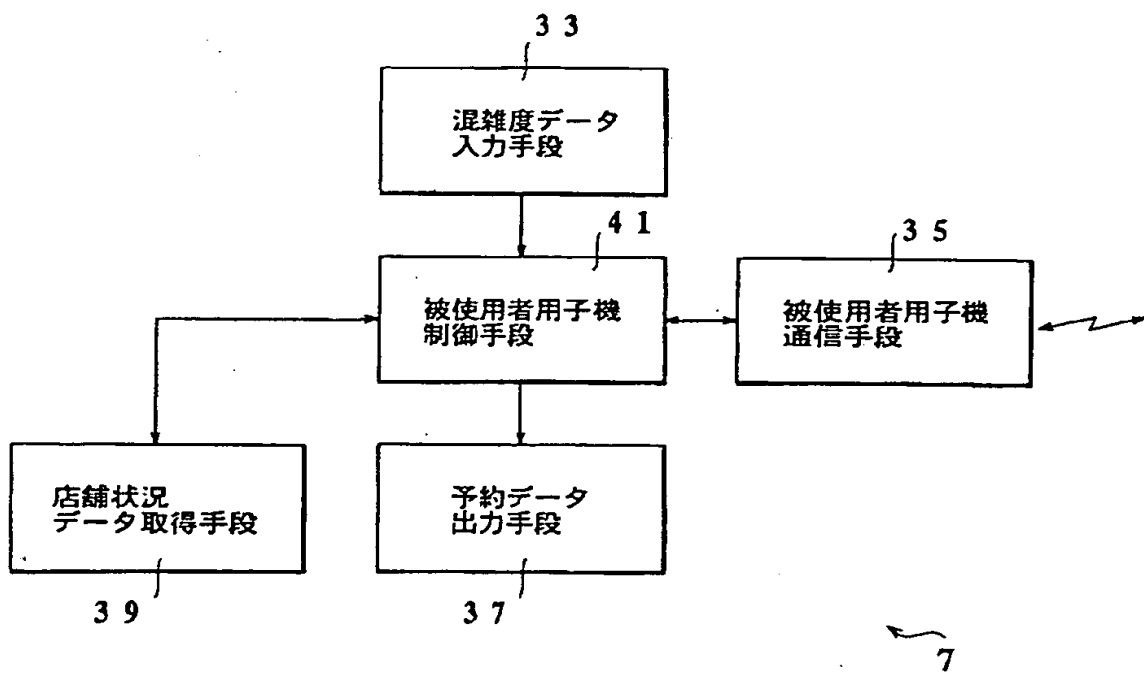 33
混雑度データ
入力手段
41
被使用者用子機
制御手段
35
被使用者用子機
通信手段
店舗状況
データ取得手段
39
予約データ
出力手段
37
7